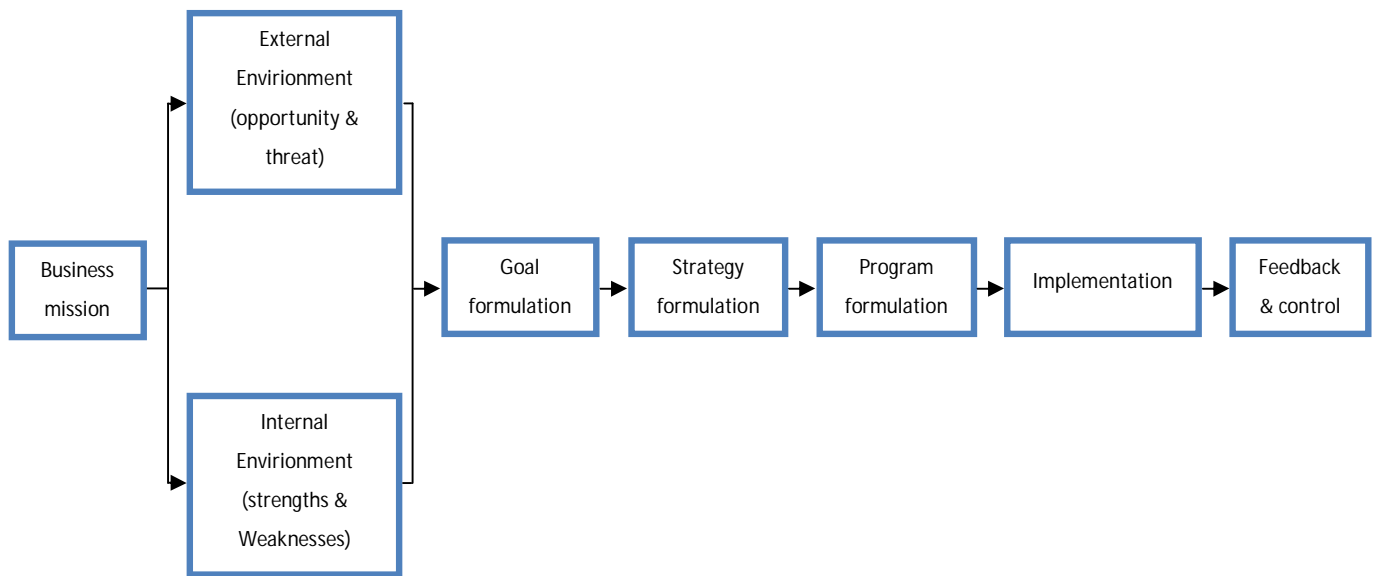 Business
mission
External
Envirionment
(opportunity &
threat)
Internal
Envirionment
(strengths &
Weaknesses)
Goal
formulation
Strategy
formulation
Program
formulation
Implementation
Feedback
& control